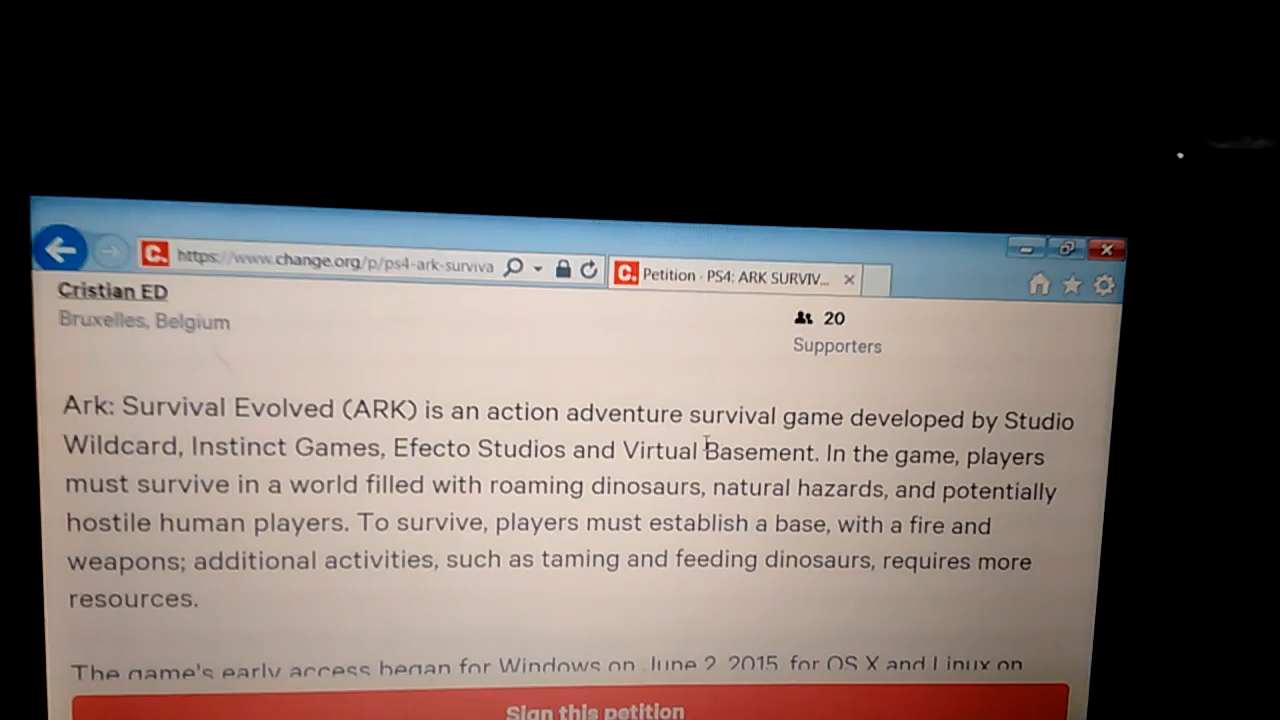 C. https://www.change.org/p/ps4-ark-surviva C. Petition · PS4: ARK SURVIV...
Cristian ED
Bruxelles, Belgium
20
Supporters
Ark: Survival Evolved (ARK) is an action adventure survival game developed by Studio
Wildcard, Instinct Games, Efecto Studios and Virtual Basement. In the game, players
must survive in a world filled with roaming dinosaurs, natural hazards, and potentially
hostile human players. To survive, players must establish a base, with a fire and
weapons; additional activities, such as taming and feeding dinosaurs, requires more
resources.
The game's early access began for Windows on June 2, 2015, for OS X and Linux on
Sign this petition